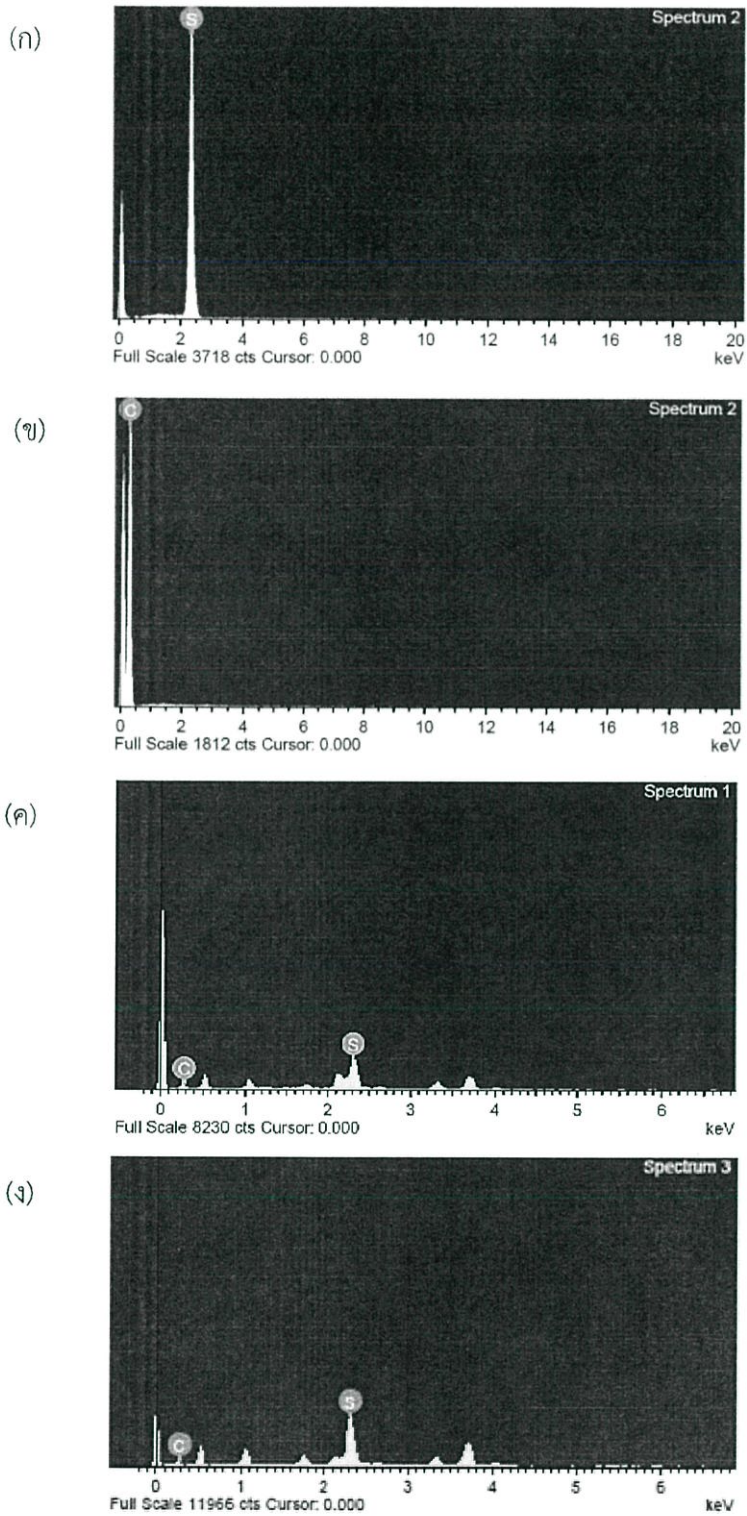 (ก)
Spectrum 2
S
0 2 4 6 8 10 12 14 16 18 20
Full Scale 3718 cts Cursor: 0.000 keV
(ข)
Spectrum 2
C
0 2 4 6 8 10 12 14 16 18 20
Full Scale 1812 cts Cursor: 0.000 keV
(ค)
Spectrum 1
C S
0 1 2 3 4 5 6
Full Scale 8230 cts Cursor: 0.000 keV
(ง)
Spectrum 3
C S
0 1 2 3 4 5 6
Full Scale 11966 cts Cursor: 0.000 keV